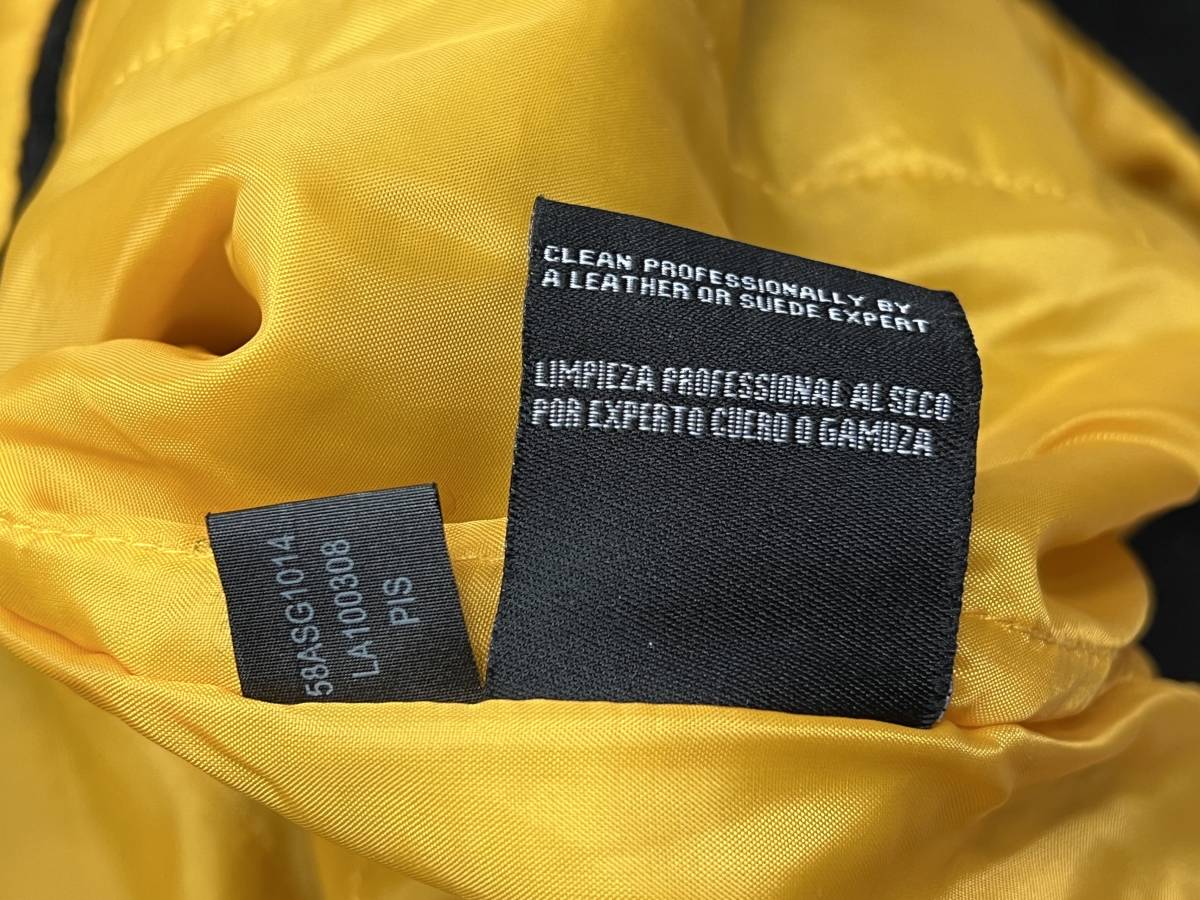 CLEAN PROFESSIONALLY BY
A LEATHER OR SUEDE EXPERT
LIMPIEZA PROFESSIONAL AL SECO
POR EXPERTO CUERO O GAMUZA
58ASG1014
LA100308
PIS